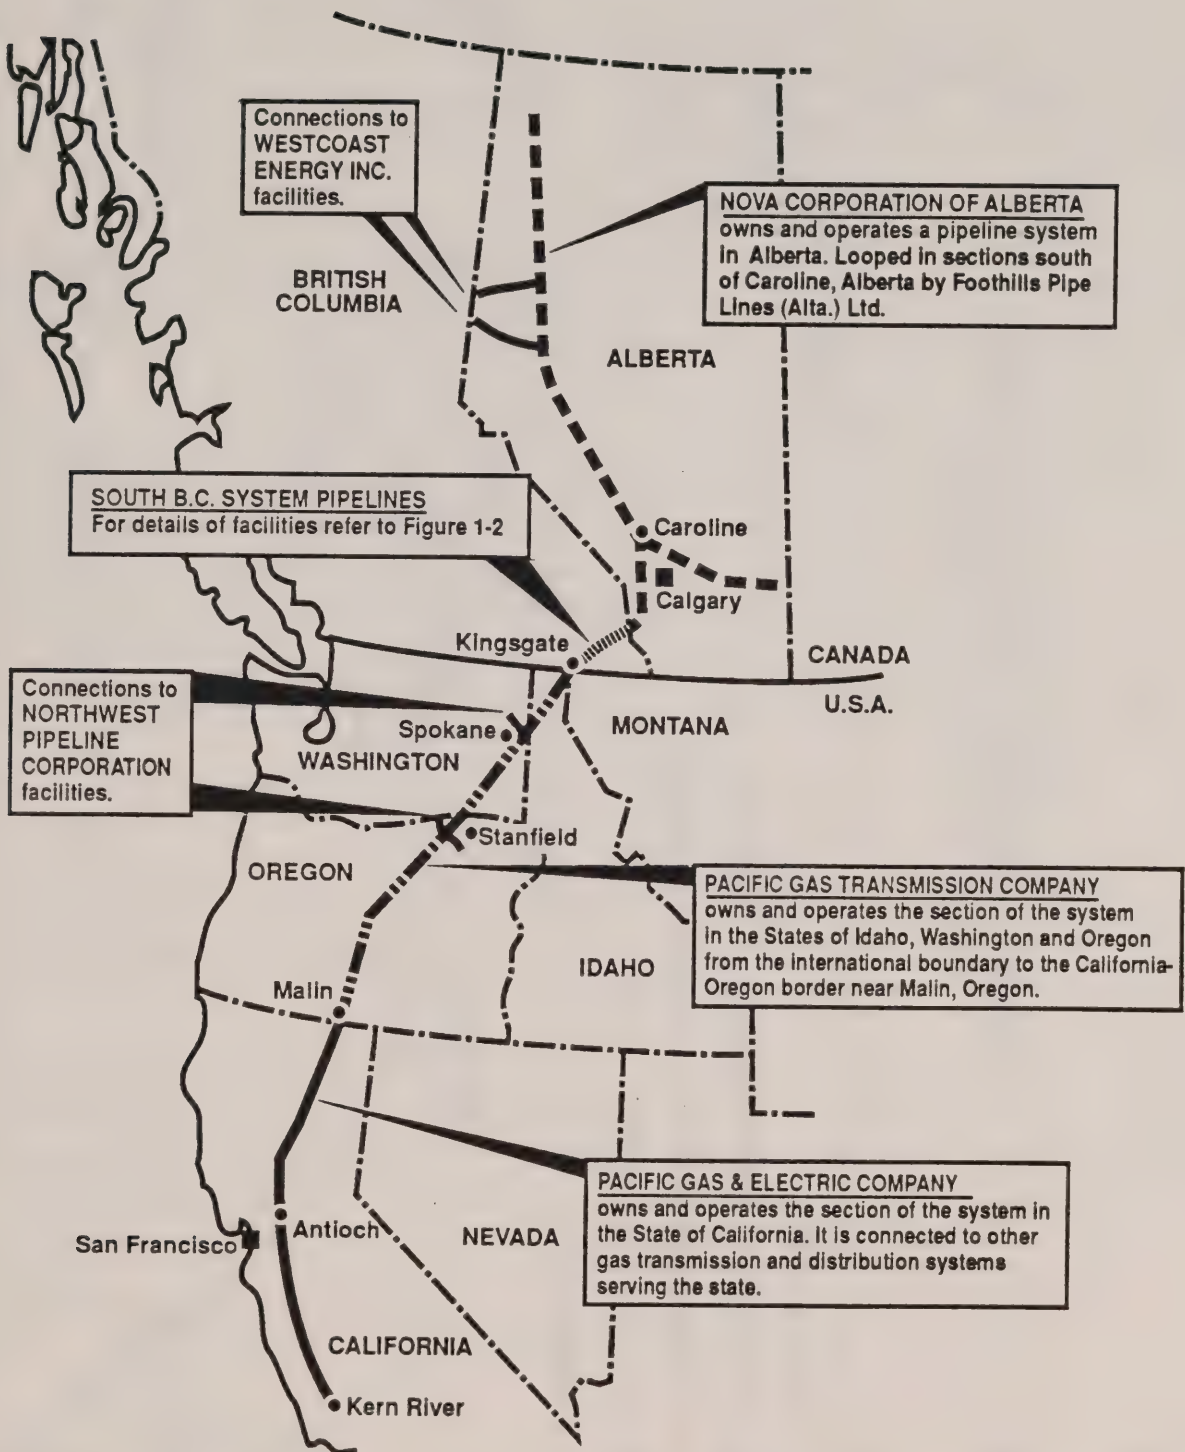 Connections to
WESTCOAST
ENERGY INC.
facilities.
NOVA CORPORATION OF ALBERTA
owns and operates a pipeline system
in Alberta. Looped in sections south
of Caroline, Alberta by Foothills Pipe
Lines (Alta.) Ltd.
BRITISH
COLUMBIA
ALBERTA
SOUTH B.C. SYSTEM PIPELINES
For details of facilities refer to Figure 1-2
Caroline
Calgary
Kingsgate
CANADA
U.S.A.
Connections to
NORTHWEST
PIPELINE
CORPORATION
facilities.
Spokane
MONTANA
WASHINGTON
Stanfield
OREGON
PACIFIC GAS TRANSMISSION COMPANY
owns and operates the section of the system
in the States of Idaho, Washington and Oregon
from the international boundary to the California-
Oregon border near Malin, Oregon.
IDAHO
Malin
PACIFIC GAS & ELECTRIC COMPANY
owns and operates the section of the system in
the State of California. It is connected to other
gas transmission and distribution systems
serving the state.
Antioch
San Francisco
NEVADA
CALIFORNIA
Kern River